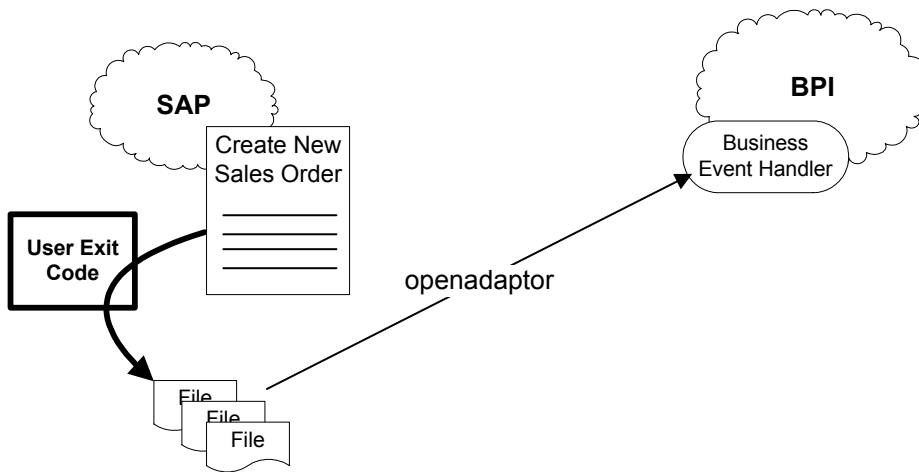 SAP
Create New
Sales Order
User Exit
Code
File
File
File
openadaptor
BPI
Business
Event Handler